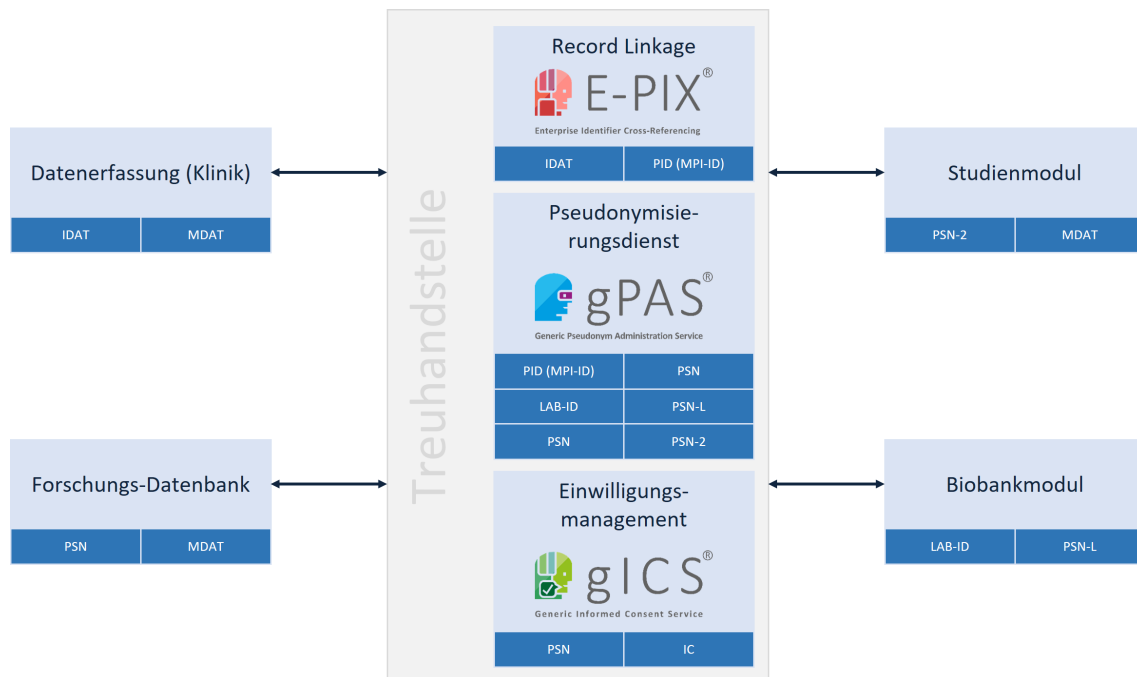 Treuhandstelle
Record Linkage
E-PIX®
Enterprise Identifier Cross-Referencing
IDAT PID (MPI-ID)
Datenerfassung (Klinik)
IDAT MDAT
Studienmodul
PSN-2 MDAT
Pseudonymisie-
rungsdienst
gPAS®
Generic Pseudonym Administration Service
PID (MPI-ID) PSN
LAB-ID PSN-L
PSN PSN-2
Forschungs-Datenbank
PSN MDAT
Einwilligungs-
management
gICS®
Generic Informed Consent Service
PSN IC
Biobankmodul
LAB-ID PSN-L